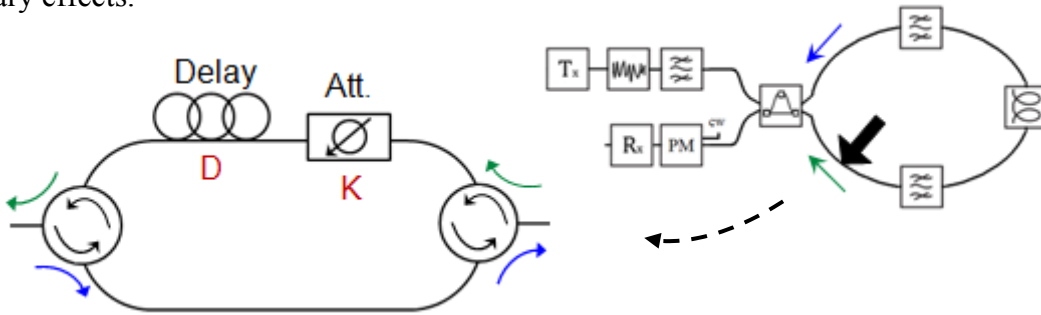 ary effects.
Delay
Att.
D
K
Tx
Rx
PM
cw